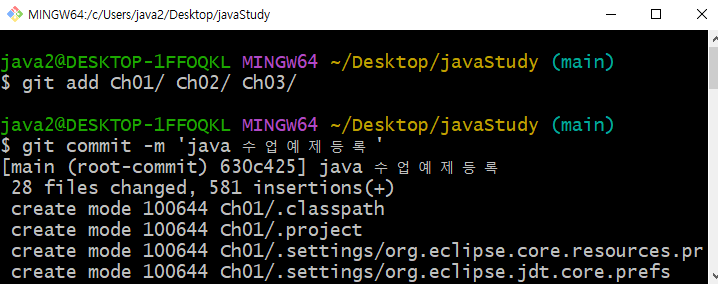 MINGW64:/c/Users/java2/Desktop/javaStudy
java2@DESKTOP-1FFOQKL MINGW64 ~/Desktop/javaStudy (main)
$ git add Ch01/ Ch02/ Ch03/
java2@DESKTOP-1FFOQKL MINGW64 ~/Desktop/javaStudy (main)
$ git commit -m 'java 수업예제등록'
[main (root-commit) 630c425] java 수업예제등록
28 files changed, 581 insertions(+)
create mode 100644 Ch01/.classpath
create mode 100644 Ch01/.project
create mode 100644 Ch01/.settings/org.eclipse.core.resources.pr
create mode 100644 Ch01/.settings/org.eclipse.jdt.core.prefs